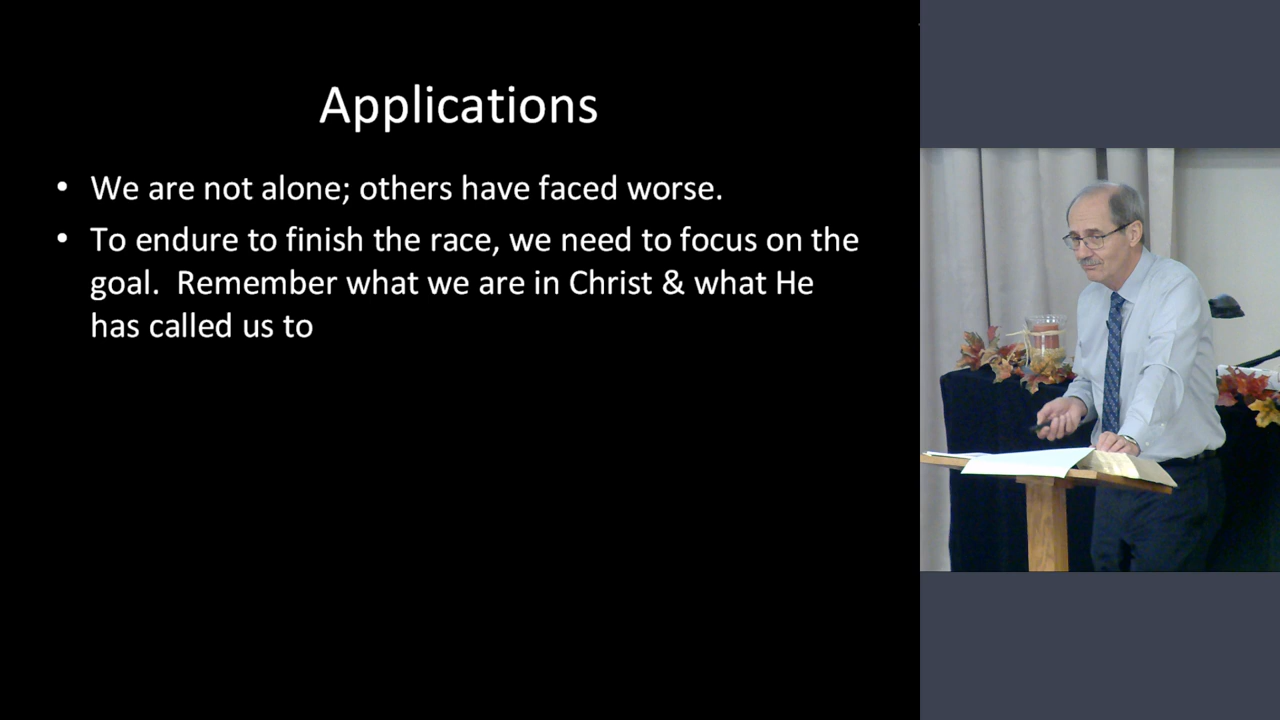 Applications
• We are not alone; others have faced worse.
• To endure to finish the race, we need to focus on the
goal.  Remember what we are in Christ & what He
has called us to